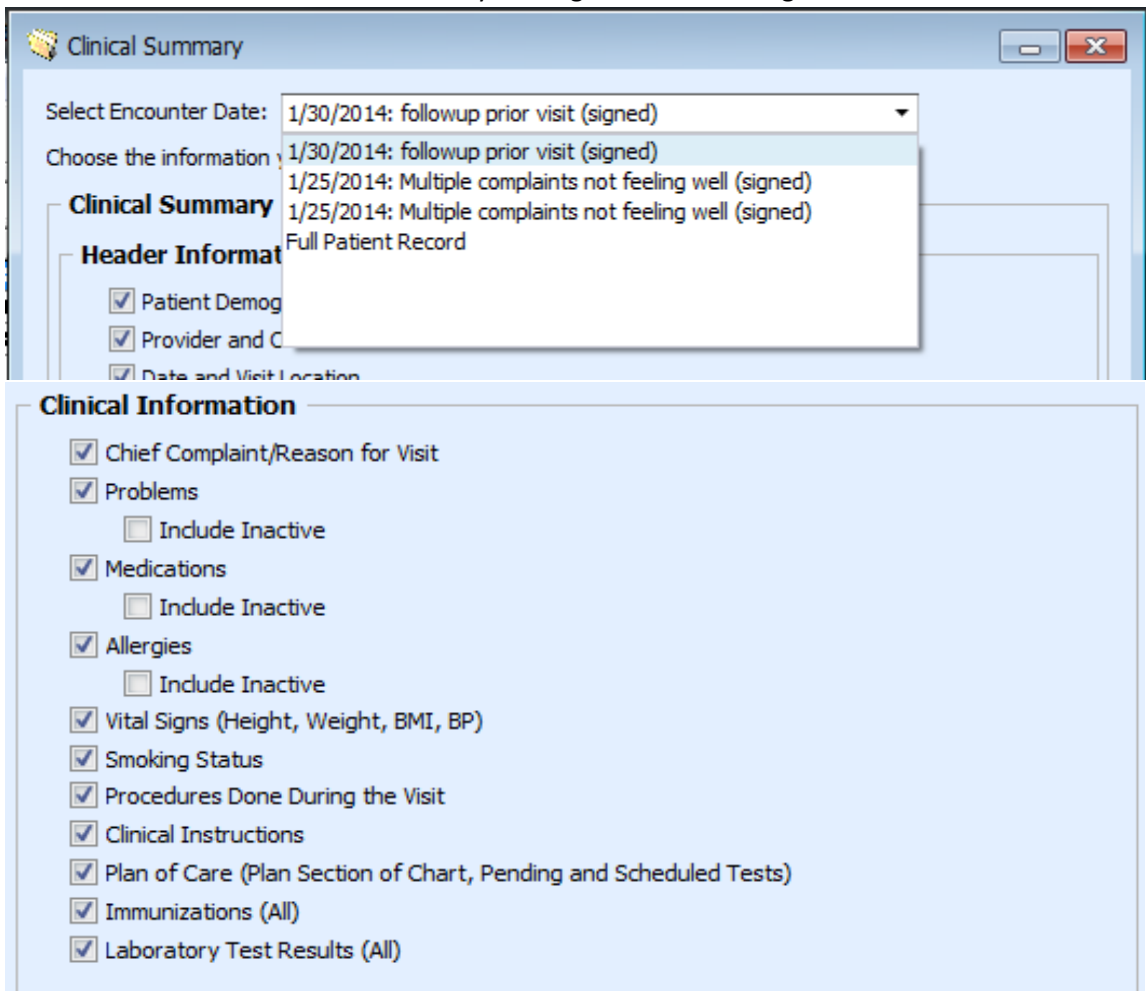 Clinical Summary
Select Encounter Date: 1/30/2014: followup prior visit (signed)
Choose the information
1/30/2014: followup prior visit (signed)
1/25/2014: Multiple complaints not feeling well (signed)
Clinical Summary
1/25/2014: Multiple complaints not feeling well (signed)
Full Patient Record
Header Informat
Patient Demog
Provider and C
Date and Visit Location
Clinical Information
Chief Complaint/Reason for Visit
Problems
Include Inactive
Medications
Include Inactive
Allergies
Include Inactive
Vital Signs (Height, Weight, BMI, BP)
Smoking Status
Procedures Done During the Visit
Clinical Instructions
Plan of Care (Plan Section of Chart, Pending and Scheduled Tests)
Immunizations (All)
Laboratory Test Results (All)